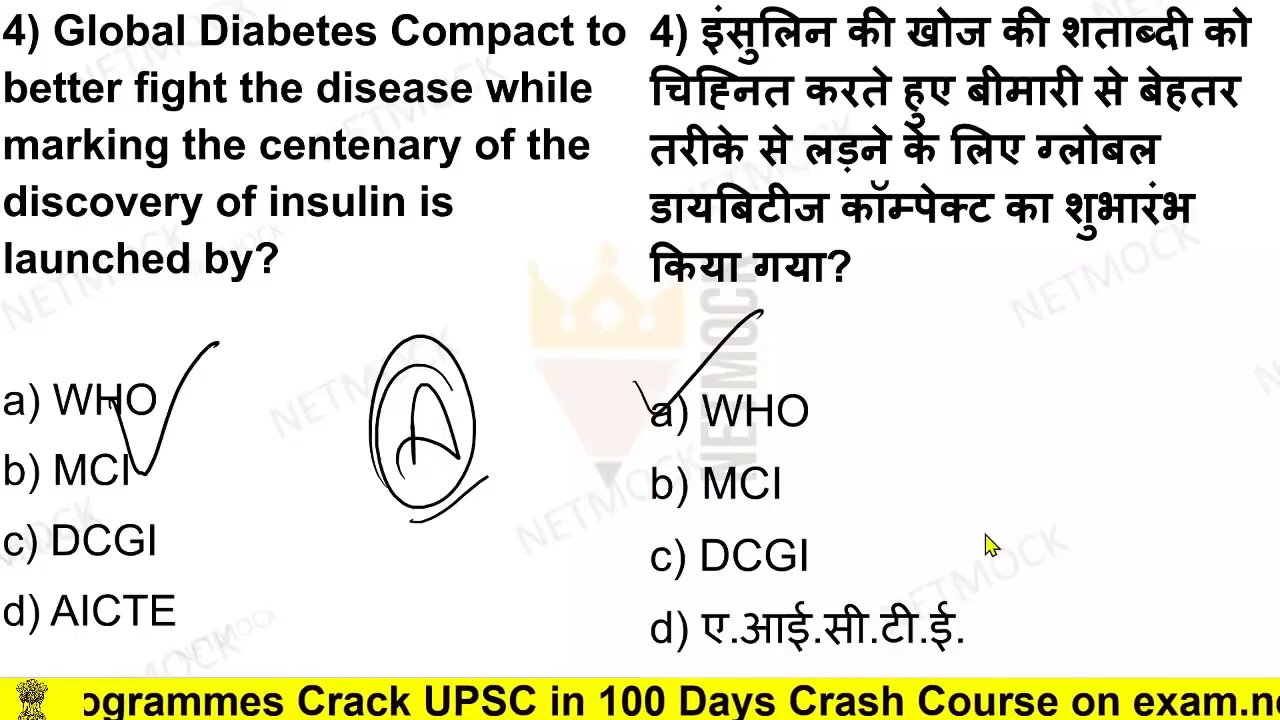 4) Global Diabetes Compact to
better fight the disease while
marking the centenary of the
discovery of insulin is
launched by?
a) WHO
b) MCI
c) DCGI
d) AICTE
A
4) इंसुलिन की खोज की शताब्दी को
चिह्नित करते हुए बीमारी से बेहतर
तरीके से लड़ने के लिए ग्लोबल
डायबिटीज कॉम्पेक्ट का शुभारंभ
किया गया?
a) WHO
b) MCI
c) DCGI
d) ए.आई.सी.टी.ई.
NETMOCK
ogrammes Crack UPSC in 100 Days Crash Course on exam.ne